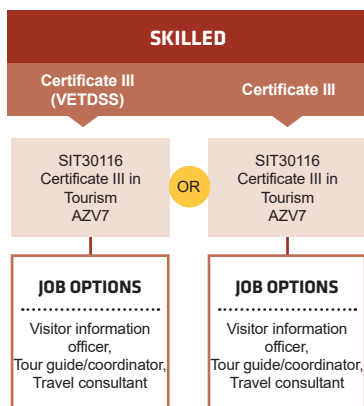 SKILLED
Certificate III
(VETDSS)
Certificate III
SIT30116
Certificate III in
Tourism
AZV7
OR
SIT30116
Certificate III in
Tourism
AZV7
JOB OPTIONS
Visitor information
officer,
Tour guide/coordinator,
Travel consultant
JOB OPTIONS
Visitor information
officer,
Tour guide/coordinator,
Travel consultant